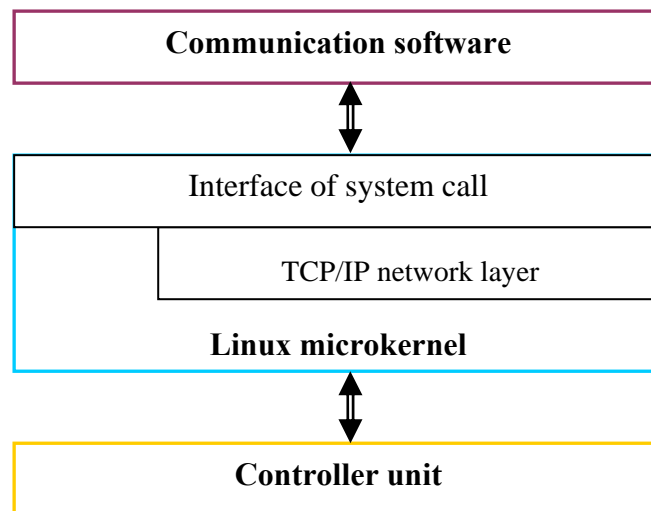 Communication software
Interface of system call
TCP/IP network layer
Linux microkernel
Controller unit